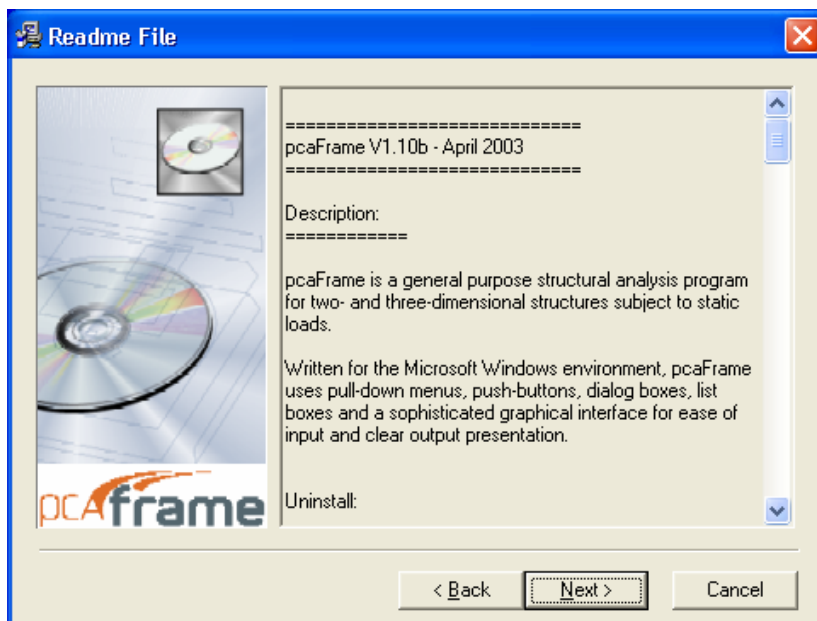 Readme File
=============================
pcaFrame V1.10b - April 2003
=============================
Description:
============
pcaFrame is a general purpose structural analysis program
for two- and three-dimensional structures subject to static
loads.
Written for the Microsoft Windows environment, pcaFrame
uses pull-down menus, push-buttons, dialog boxes, list
boxes and a sophisticated graphical interface for ease of
input and clear output presentation.
Uninstall:
pcAframe
< Back
Next >
Cancel